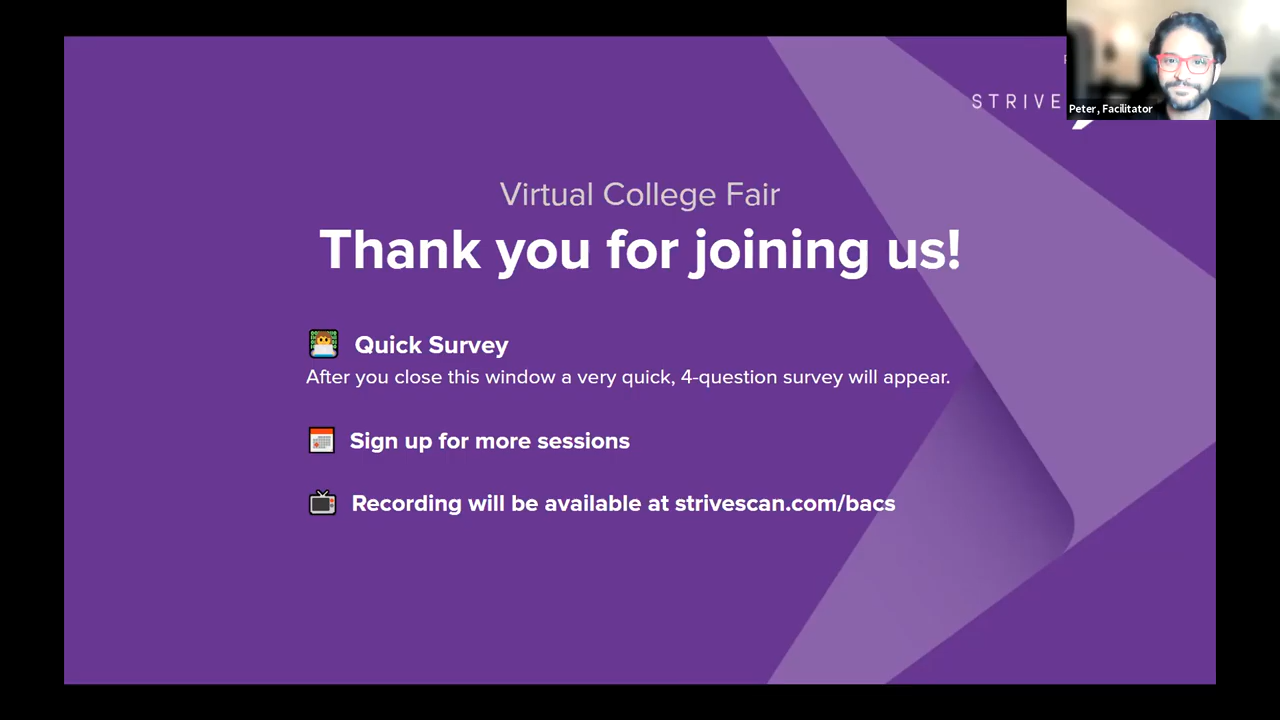 STRIVE
Peter, Facilitator
Virtual College Fair
Thank you for joining us!
Quick Survey
After you close this window a very quick, 4-question survey will appear.
Sign up for more sessions
Recording will be available at strivescan.com/bacs